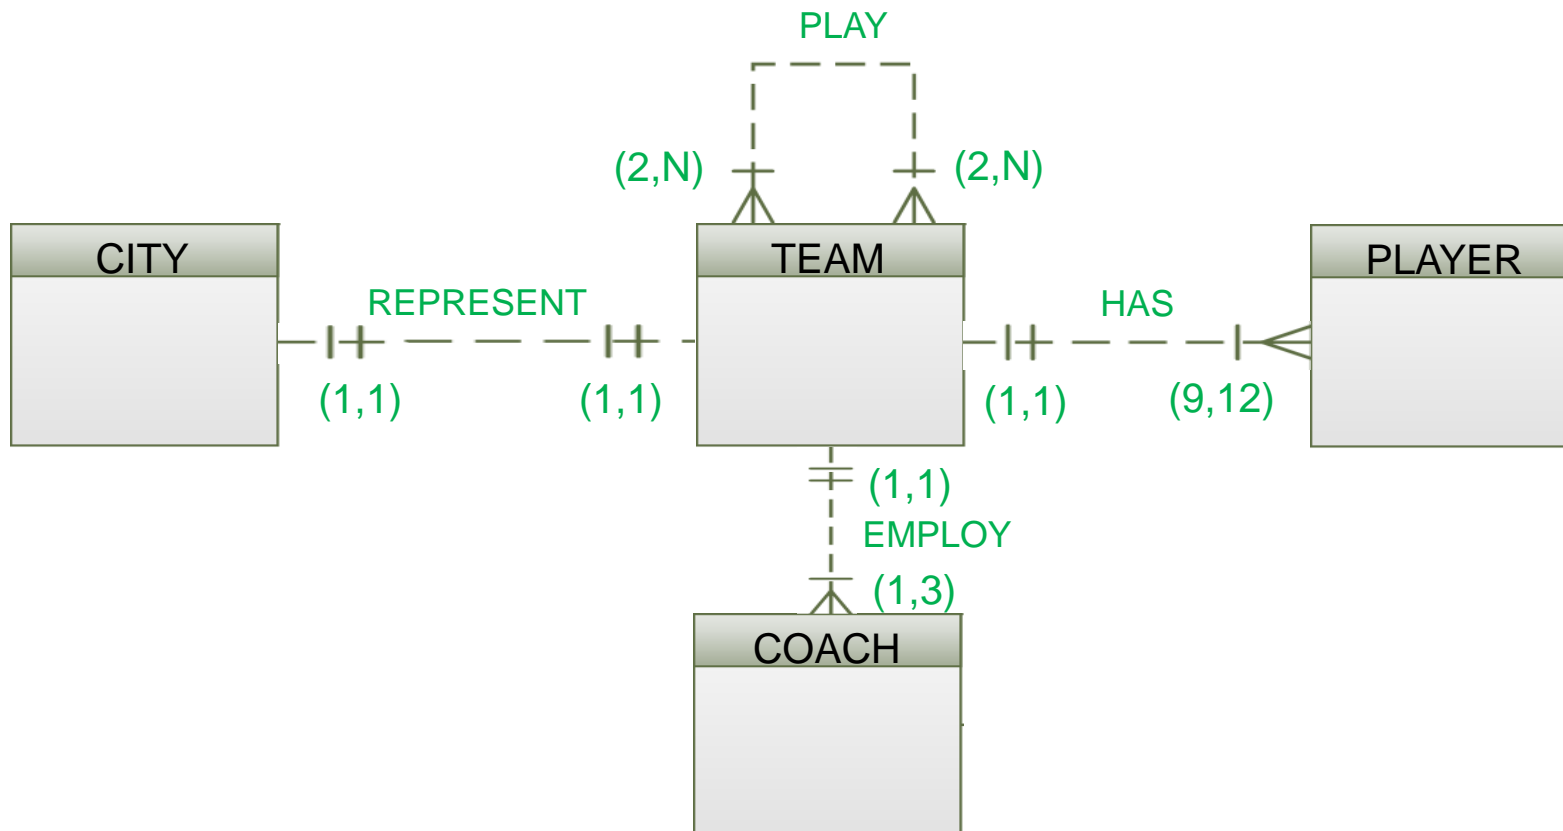 PLAY
(2,N)
(2,N)
CITY
TEAM
PLAYER
REPRESENT
HAS
(1,1)
(1,1)
(1,1)
(9,12)
(1,1)
EMPLOY
(1,3)
COACH